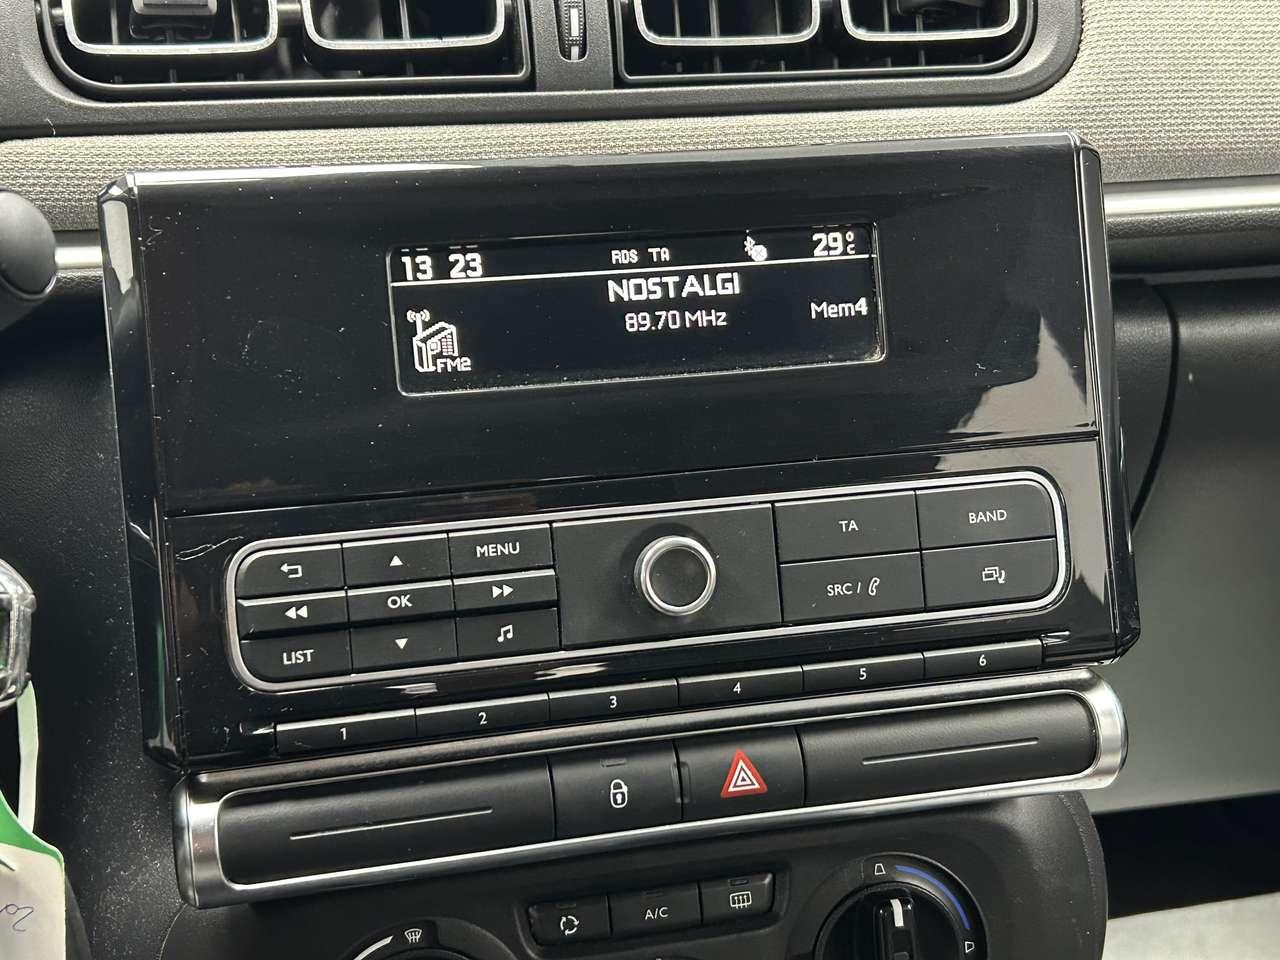 13 23 RDS TA 29°C
NOSTALGI
89.70 MHz
Mem4
FM2
MENU
OK
LIST
TA
BAND
SRC /
1 2 3 4 5 6
A/C